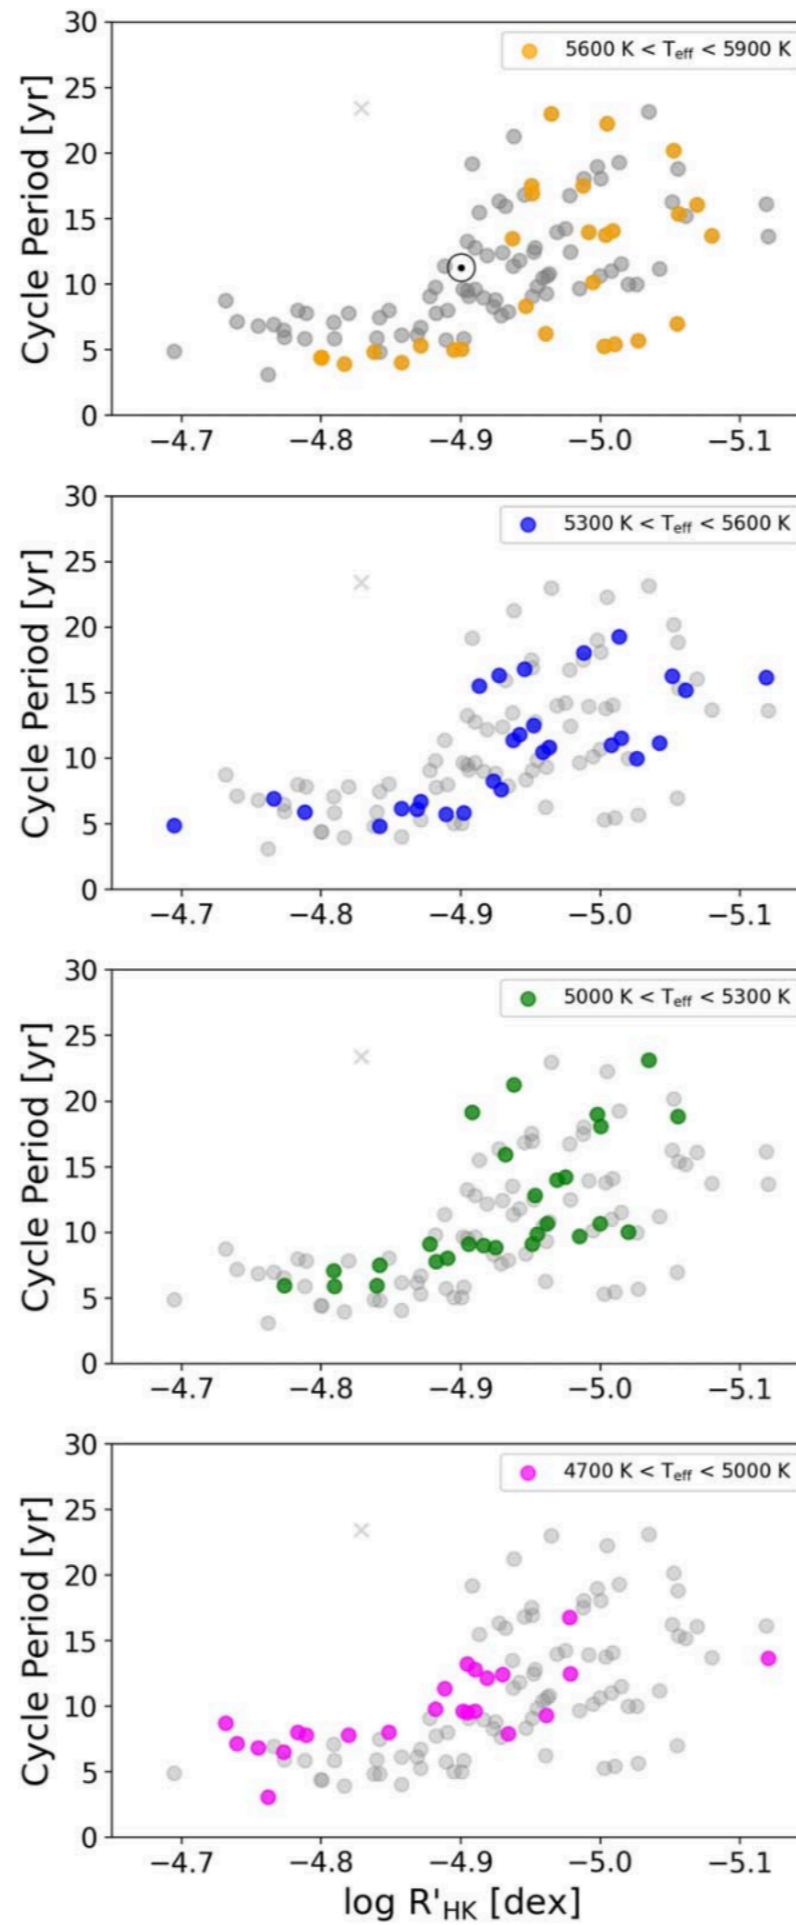 30
5600 K < Teff < 5900 K
25
20
15
10
5
0
Cycle Period [yr]
−4.7 −4.8 −4.9 −5.0 −5.1
30
5300 K < Teff < 5600 K
25
20
15
10
5
0
Cycle Period [yr]
−4.7 −4.8 −4.9 −5.0 −5.1
30
5000 K < Teff < 5300 K
25
20
15
10
5
0
Cycle Period [yr]
−4.7 −4.8 −4.9 −5.0 −5.1
30
4700 K < Teff < 5000 K
25
20
15
10
5
0
Cycle Period [yr]
−4.7 −4.8 −4.9 −5.0 −5.1
log R'HK [dex]